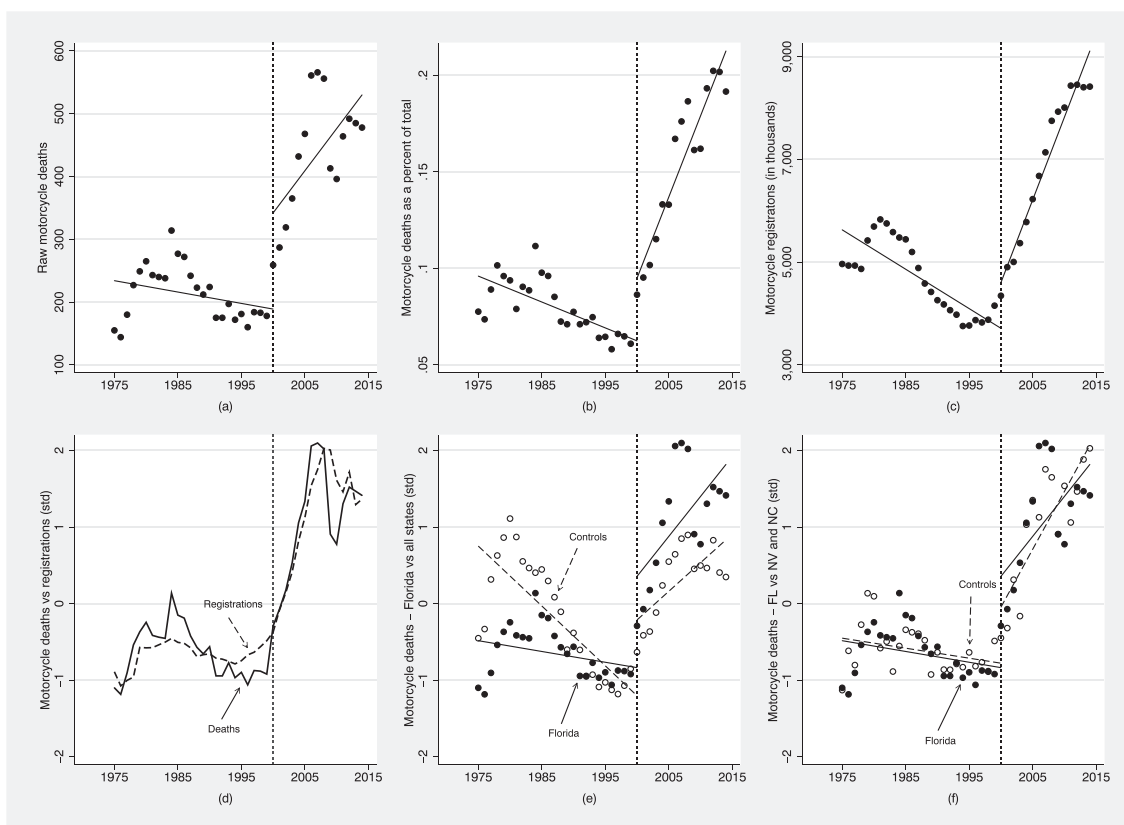 Raw motorcycle deaths
600
500
400
300
200
100
1975 1985 1995 2005 2015
(a)
Motorcycle deaths as a percent of total
.2
.15
.1
.05
1975 1985 1995 2005 2015
(b)
Motorcycle registratons (in thousands)
9,000
7,000
5,000
3,000
1975 1985 1995 2005 2015
(c)
Motorcycle deaths vs registrations (std)
2
1
0
−1
−2
Registrations
Deaths
1975 1985 1995 2005 2015
(d)
Motorcycle deaths − Florida vs all states (std)
2
1
0
−1
−2
Controls
Florida
1975 1985 1995 2005 2015
(e)
Motorcycle deaths − FL vs NV and NC (std)
2
1
0
−1
−2
Controls
Florida
1975 1985 1995 2005 2015
(f)